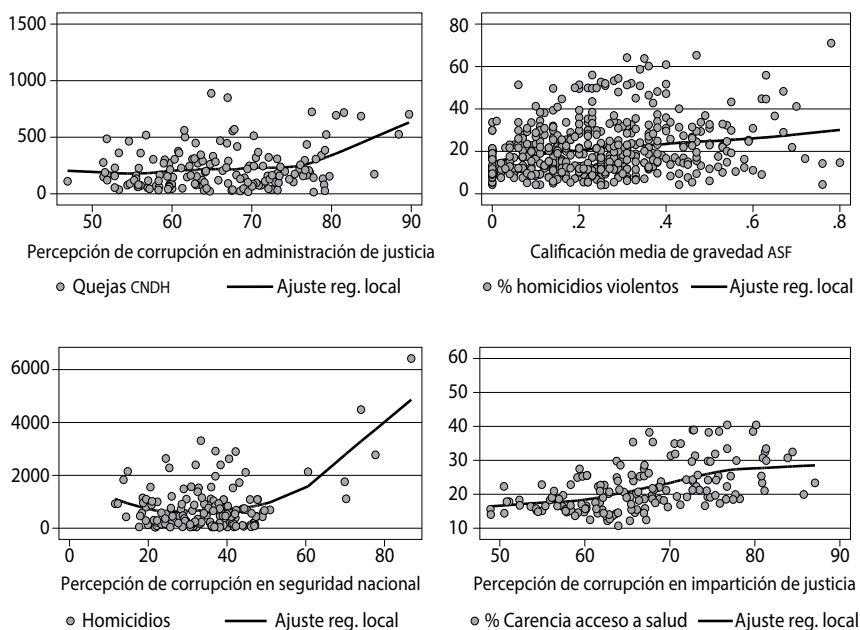 1500
1000
500
0
50 60 70 80 90
Percepción de corrupción en administración de justicia
Quejas CNDH Ajuste reg. local
80
60
40
20
0
0 .2 .4 .6 .8
Calificación media de gravedad ASF
% homicidios violentos Ajuste reg. local
6000
4000
2000
0
0 20 40 60 80
Percepción de corrupción en seguridad nacional
Homicidios Ajuste reg. local
60
50
40
30
20
10
50 60 70 80 90
Percepción de corrupción en impartición de justicia
% Carencia acceso a salud Ajuste reg. local